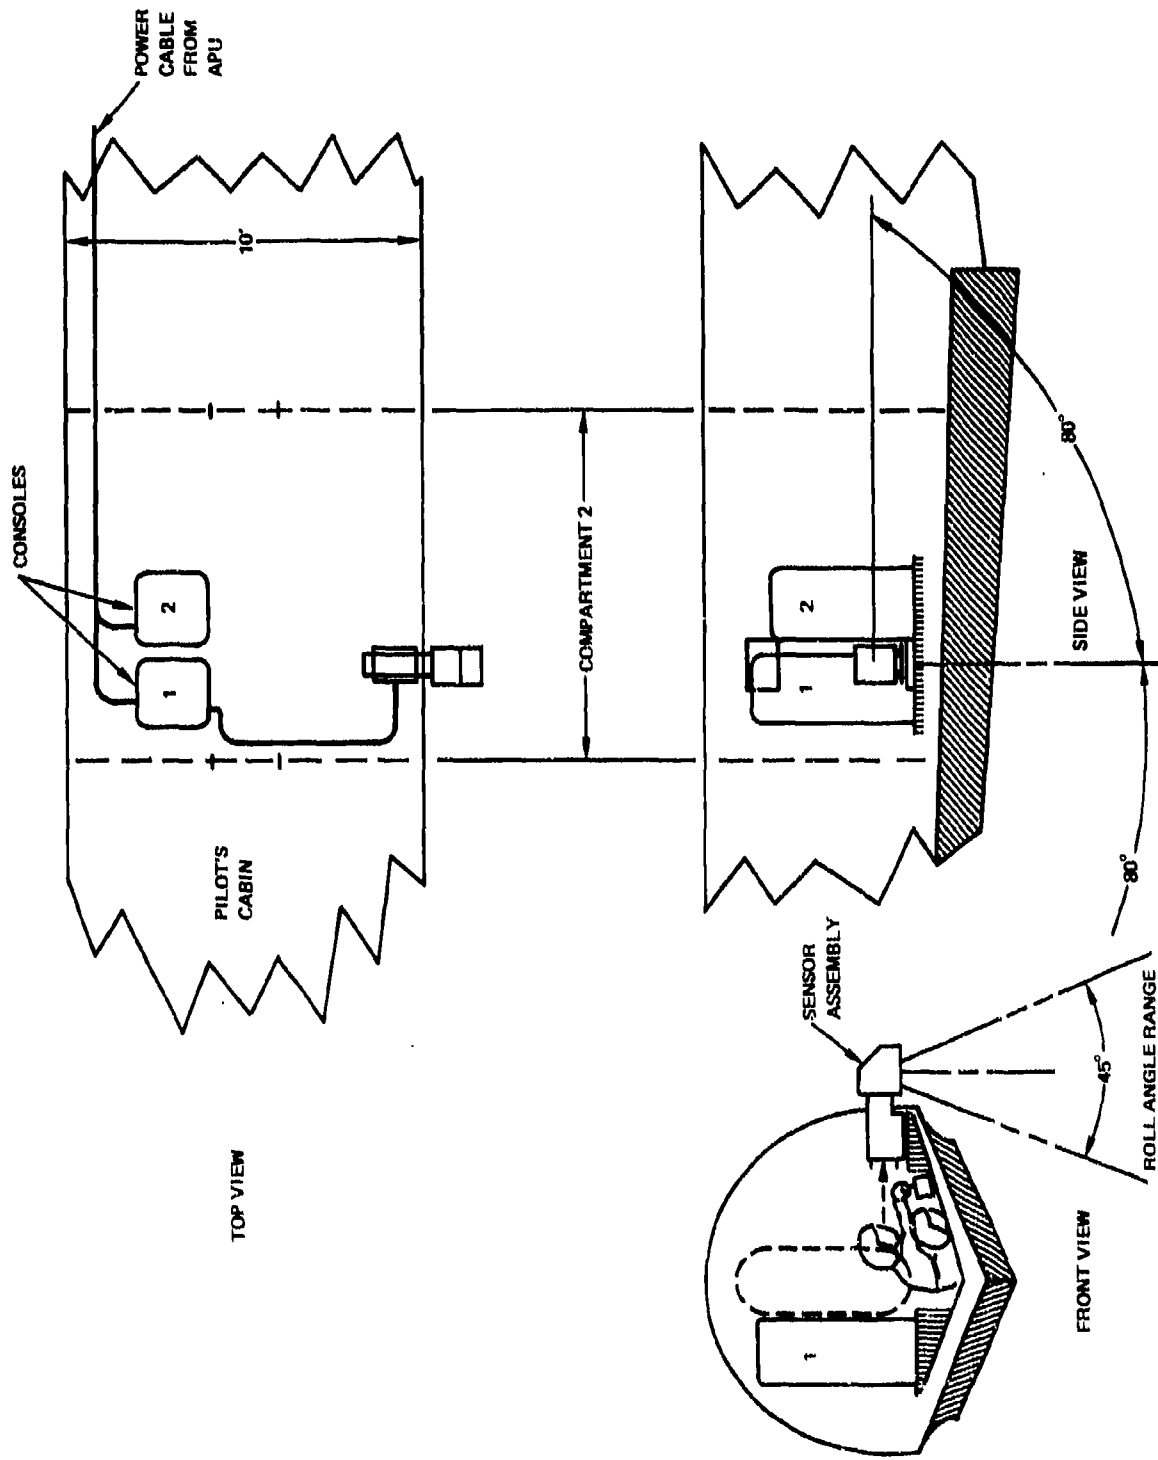 TOP VIEW
PILOT'S
CABIN
CONSOLES
1
2
POWER
CABLE
FROM
APU
10'
COMPARTMENT 2
FRONT VIEW
1
SENSOR
ASSEMBLY
45°
ROLL ANGLE RANGE
SIDE VIEW
1
2
80°
80°